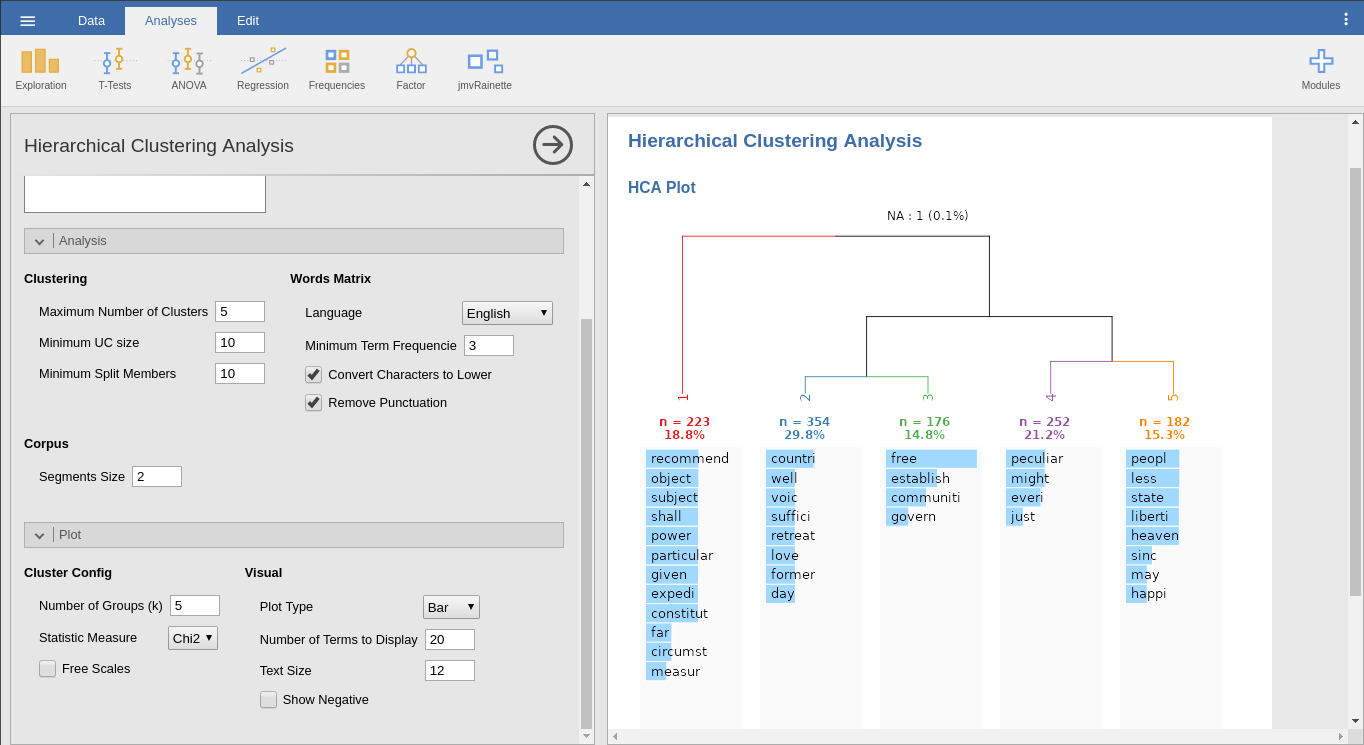 Data Analyses Edit
Exploration T-Tests ANOVA Regression Frequencies Factor jmvRainette Modules
Hierarchical Clustering Analysis
Analysis
Clustering
Maximum Number of Clusters 5
Minimum UC size 10
Minimum Split Members 10
Words Matrix
Language English
Minimum Term Frequencie 3
Convert Characters to Lower
Remove Punctuation
Corpus
Segments Size 2
Plot
Cluster Config
Number of Groups (k) 5
Statistic Measure Chi2
Free Scales
Visual
Plot Type Bar
Number of Terms to Display 20
Text Size 12
Show Negative
Hierarchical Clustering Analysis
HCA Plot
NA : 1 (0.1%)
1 2 3 4 5
n = 223 n = 354 n = 176 n = 252 n = 182
18.8% 29.8% 14.8% 21.2% 15.3%
recommend countri free peculiar peopl
object well establish might less
subject voic communiti everi state
shall suffici govern just liberti
power retreat heaven
particular love sinc
given former may
expedi day happi
constitut
far
circumst
measur